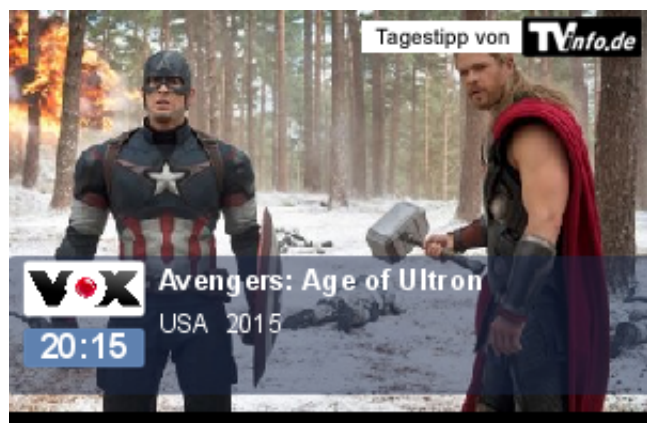 Tagestipp von TVinfo.de
VOX
Avengers: Age of Ultron
USA 2015
20:15